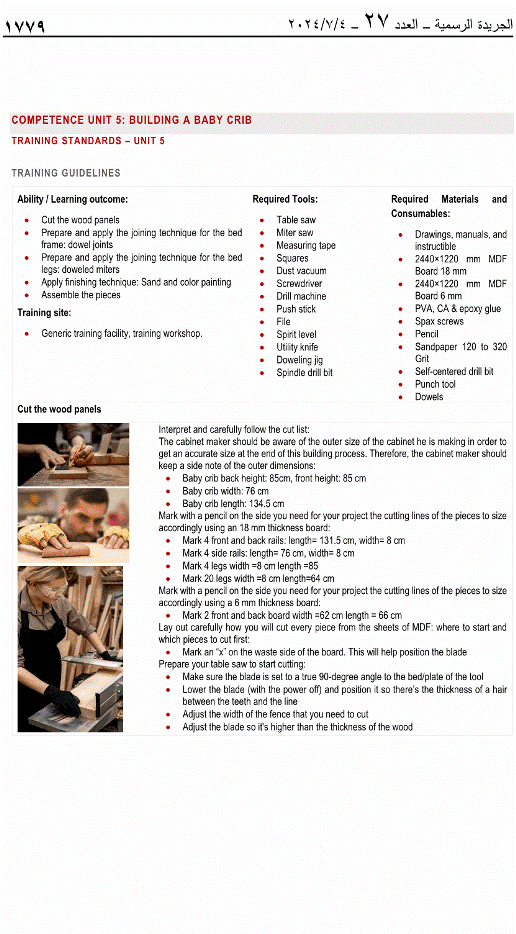 الجريدة الرسمية ــ العدد ٢٧ ــ ٢٠٢٤/٧/٤
١٧٧٩
COMPETENCE UNIT 5: BUILDING A BABY CRIB
TRAINING STANDARDS – UNIT 5
TRAINING GUIDELINES
Ability / Learning outcome:
• Cut the wood panels
• Prepare and apply the joining technique for the bed
frame: dowel joints
• Prepare and apply the joining technique for the bed
legs: doweled miters
• Apply finishing technique: Sand and color painting
• Assemble the pieces
Training site:
• Generic training facility, training workshop.
Required Tools:
• Table saw
• Miter saw
• Measuring tape
• Squares
• Dust vacuum
• Screwdriver
• Drill machine
• Push stick
• File
• Spirit level
• Utility knife
• Doweling jig
• Spindle drill bit
Required Materials and
Consumables:
• Drawings, manuals, and
instructible
• 2440×1220 mm MDF
Board 18 mm
• 2440×1220 mm MDF
Board 6 mm
• PVA, CA & epoxy glue
• Spax screws
• Pencil
• Sandpaper 120 to 320
Grit
• Self-centered drill bit
• Punch tool
• Dowels
Cut the wood panels
Interpret and carefully follow the cut list:
The cabinet maker should be aware of the outer size of the cabinet he is making in order to
get an accurate size at the end of this building process. Therefore, the cabinet maker should
keep a side note of the outer dimensions:
• Baby crib back height: 85cm, front height: 85 cm
• Baby crib width: 76 cm
• Baby crib length: 134.5 cm
Mark with a pencil on the side you need for your project the cutting lines of the pieces to size
accordingly using an 18 mm thickness board:
• Mark 4 front and back rails: length= 131.5 cm, width= 8 cm
• Mark 4 side rails: length= 76 cm, width= 8 cm
• Mark 4 legs width =8 cm length =85
• Mark 20 legs width =8 cm length=64 cm
Mark with a pencil on the side you need for your project the cutting lines of the pieces to size
accordingly using a 6 mm thickness board:
• Mark 2 front and back board width =62 cm length = 66 cm
Lay out carefully how you will cut every piece from the sheets of MDF: where to start and
which pieces to cut first:
• Mark an “x” on the waste side of the board. This will help position the blade
Prepare your table saw to start cutting:
• Make sure the blade is set to a true 90-degree angle to the bed/plate of the tool
• Lower the blade (with the power off) and position it so there’s the thickness of a hair
between the teeth and the line
• Adjust the width of the fence that you need to cut
• Adjust the blade so it’s higher than the thickness of the wood